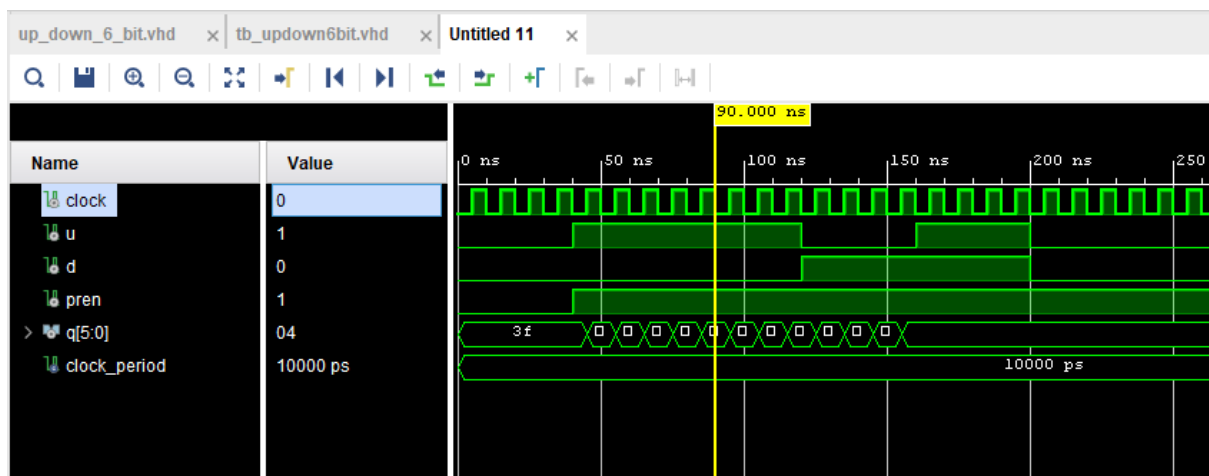 up_down_6_bit.vhd × tb_updown6bit.vhd × Untitled 11 ×
90.000 ns
Name Value 0 ns 50 ns 100 ns 150 ns 200 ns 250
clock 0
u 1
d 0
pren 1
> q[5:0] 04 3f
clock_period 10000 ps 10000 ps